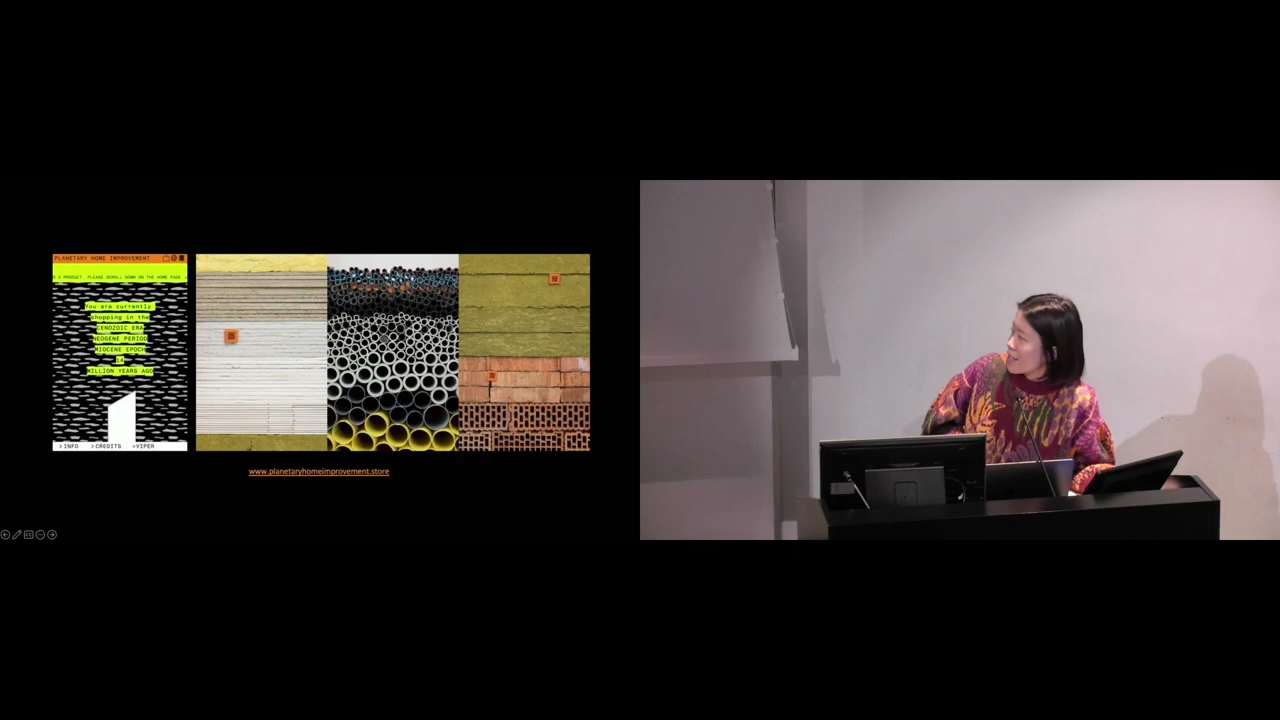 PLANETARY HOME IMPROVEMENT
A PRODUCT, PLEASE SCROLL DOWN ON THE HOME PAGE
You are currently
shopping in the
CENOZOIC ERA
NEOGENE PERIOD
MIOCENE EPOCH
14
MILLION YEARS AGO
>INFO >CREDITS +VIPER
www.planetaryhomeimprovement.store